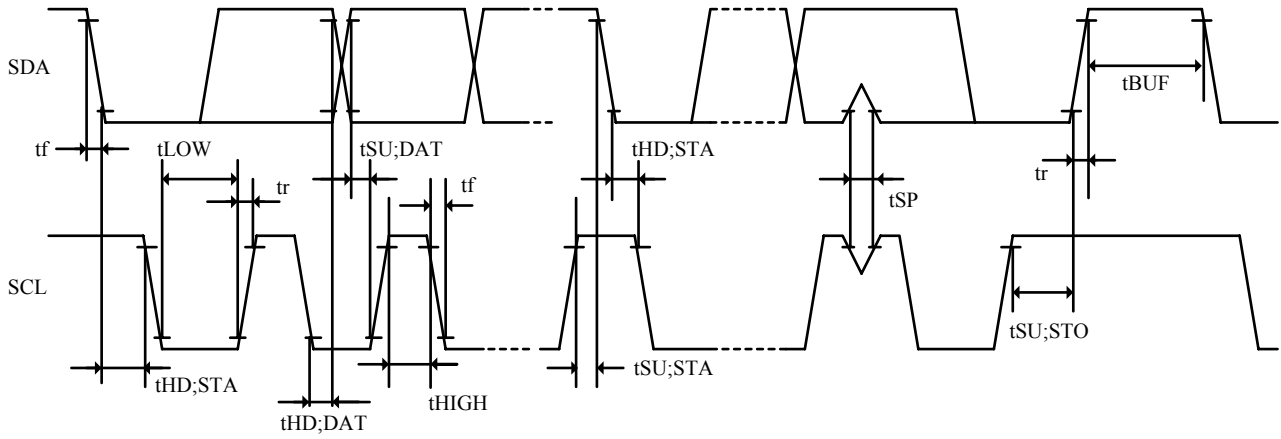 SDA
tBUF
tf
tLOW
tSU;DAT
tHD;STA
tr
tf
tSP
tr
SCL
tSU;STO
tHD;STA
tSU;STA
tHIGH
tHD;DAT